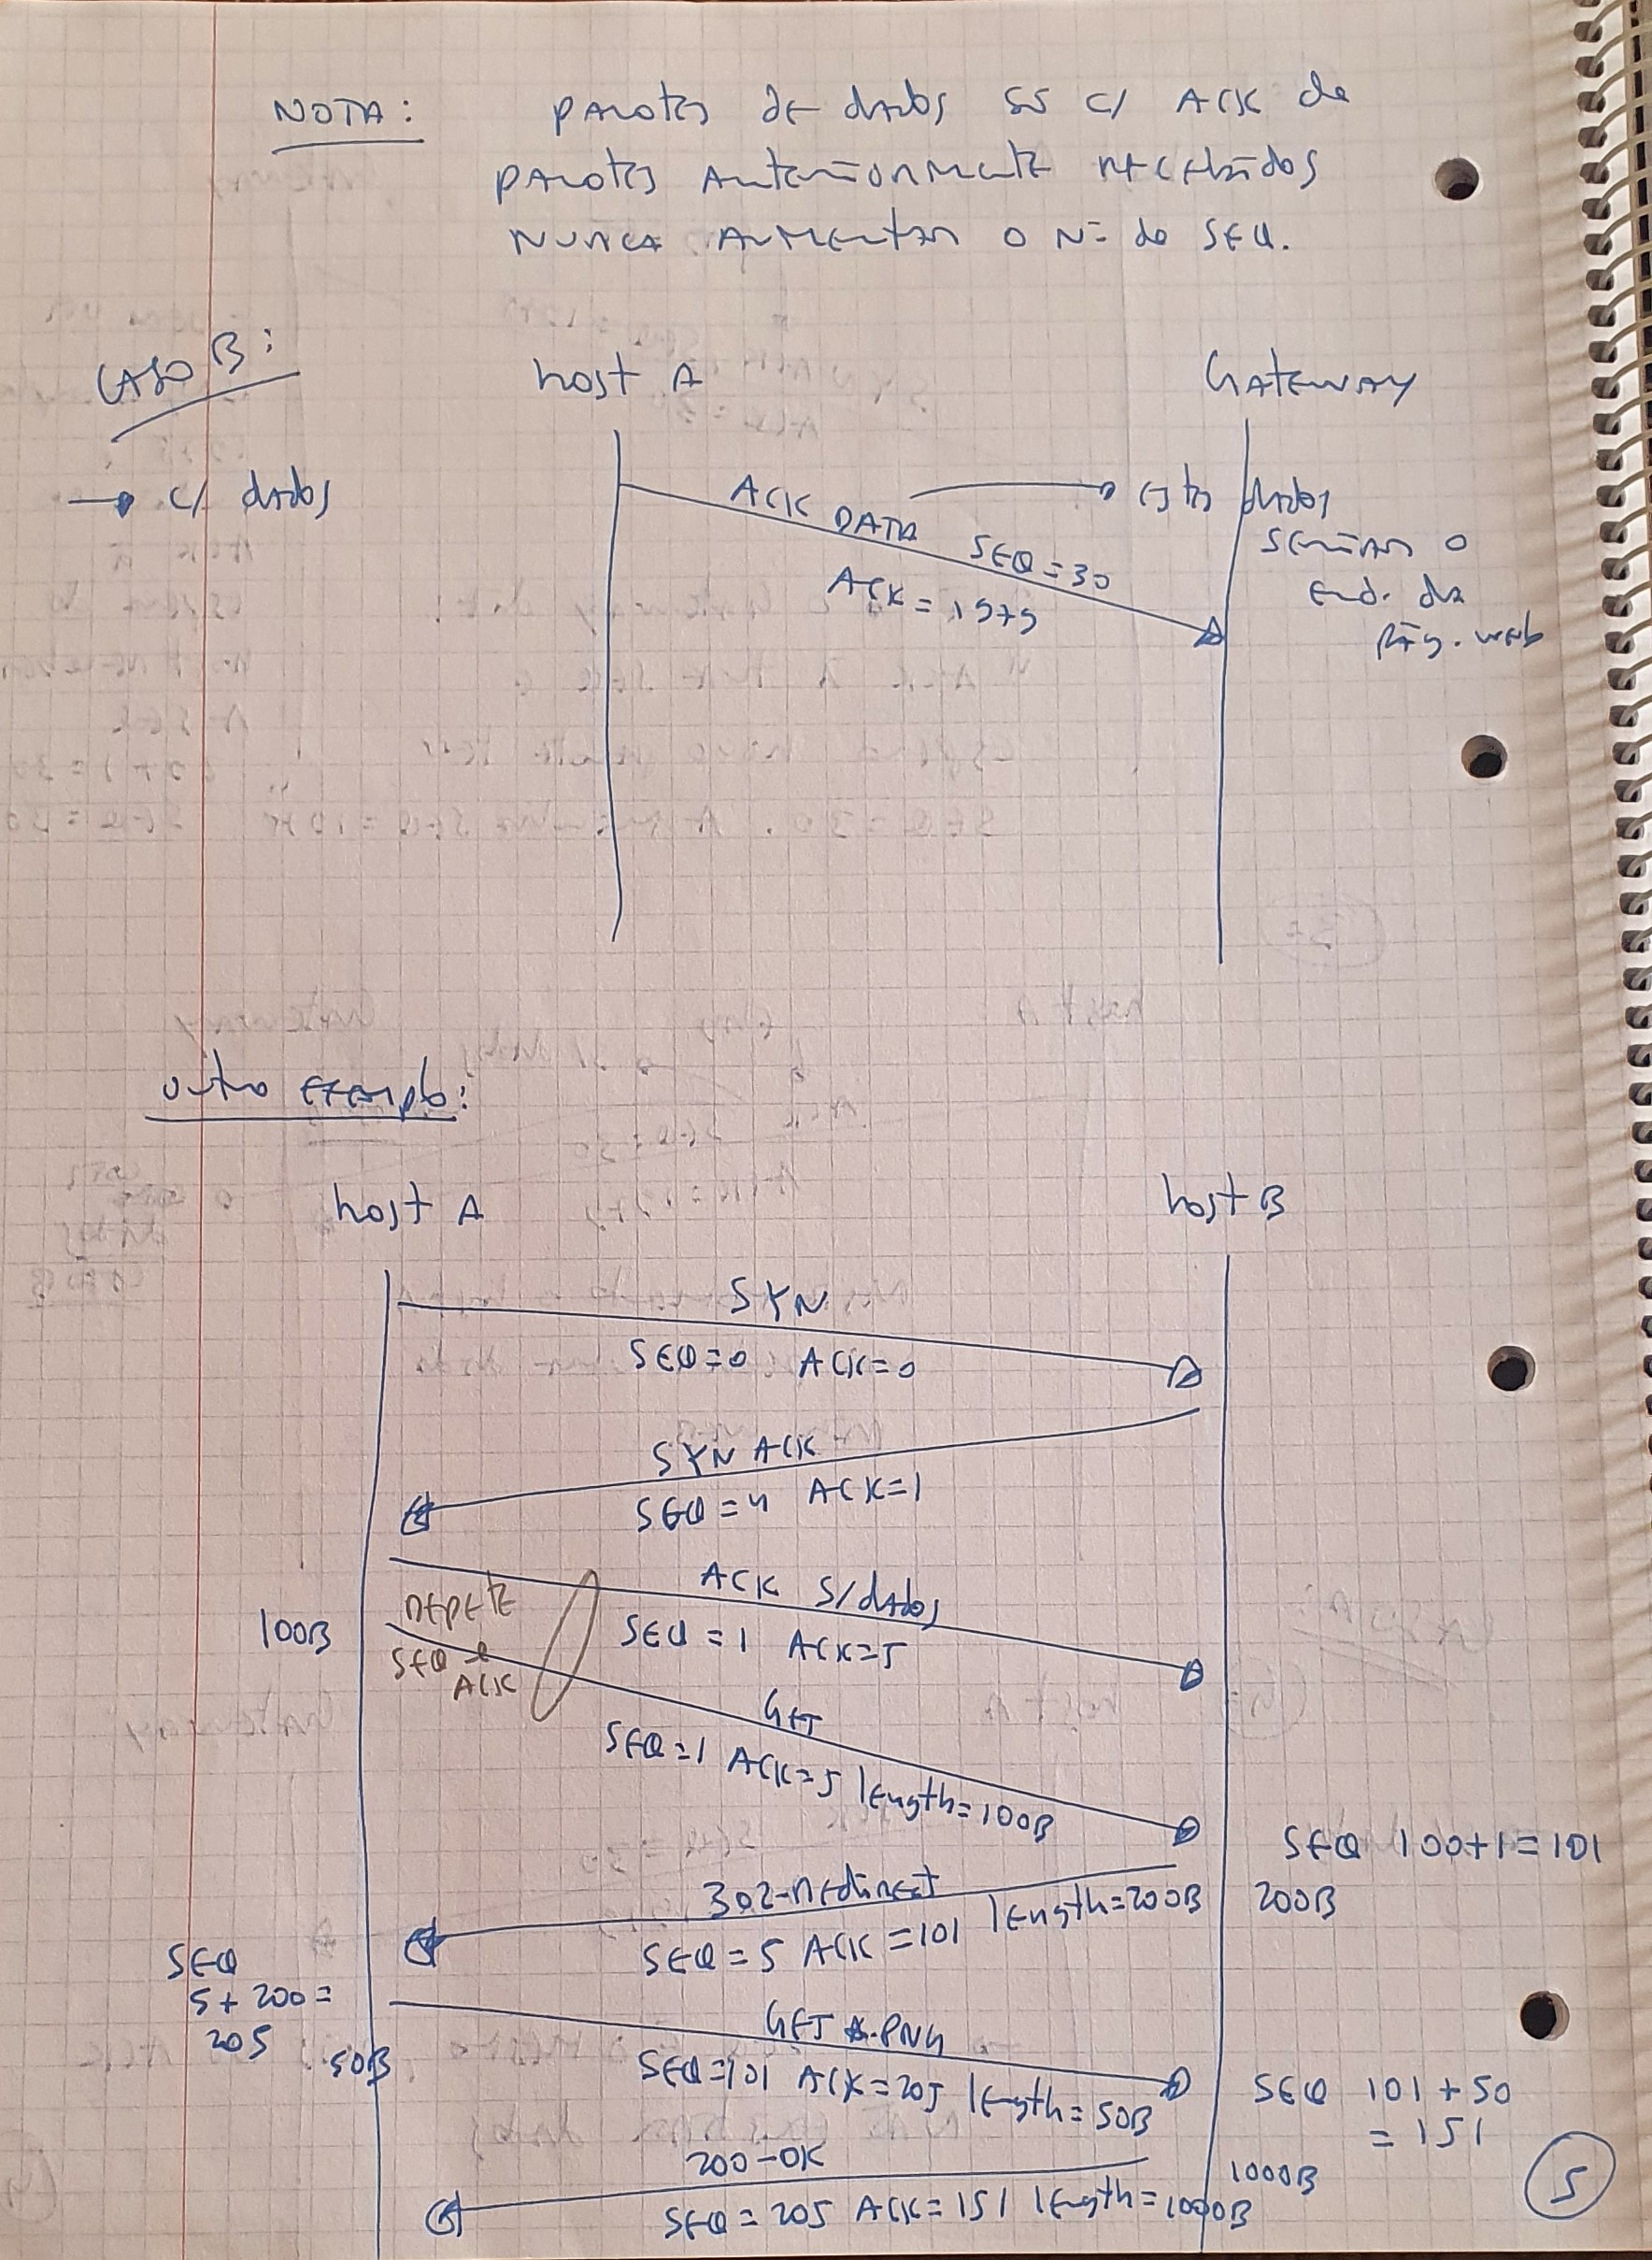 NOTA: pacotes de dados só c/ ACK de
pacotes anteriormente recebidos
nunca aumentam o Nº de SEQ.
CASO B:
host A
Gateway
→ c/ dados
ACK DATA → estes dados
seriam o
end. da
pág. web
SEQ=30
ACK=1979
outro exemplo:
host A
host B
SYN
SEQ=0 ACK=0
SYN ACK
SEQ=4 ACK=1
ACK s/dados
SEQ=1 ACK=5
repete
SEQ e
ACK
100B
GET
SEQ=1 ACK=5 length=100B
SEQ 100+1=101
302-redirect
200B
SEQ=5 ACK=101 length=200B
SEQ
5+200=
205
50B
GET .PNG
SEQ=101 ACK=205 length=50B
SEQ 101+50
=151
200-OK
1000B
SEQ=205 ACK=151 length=1000B
5